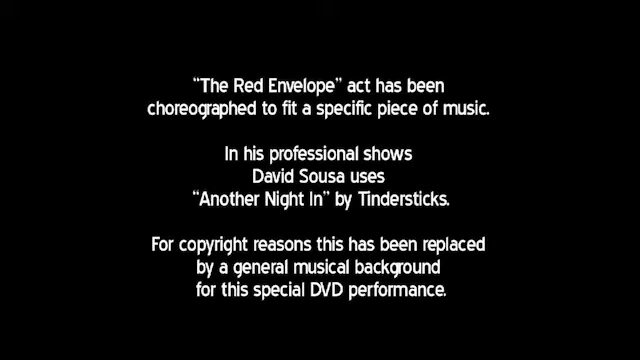 “The Red Envelope” act has been
choreographed to fit a specific piece of music.
In his professional shows
David Sousa uses
“Another Night In” by Tindersticks.
For copyright reasons this has been replaced
by a general musical background
for this special DVD performance.